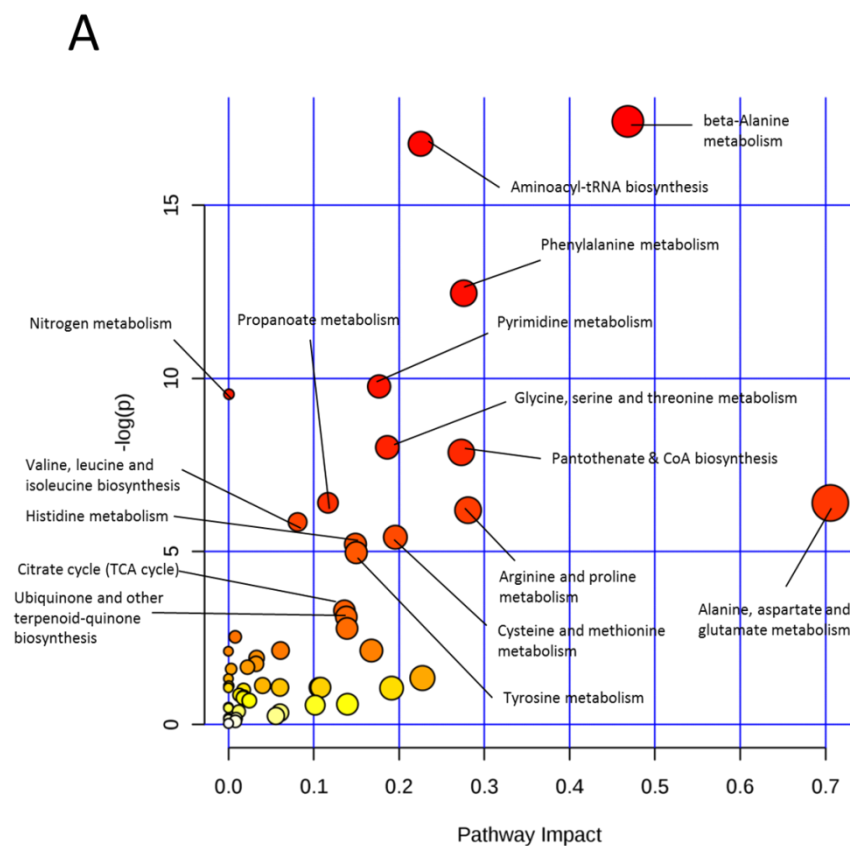 A
beta-Alanine
metabolism
Aminoacyl-tRNA biosynthesis
15
Phenylalanine metabolism
Nitrogen metabolism
Propanoate metabolism
Pyrimidine metabolism
10
-log(p)
Glycine, serine and threonine metabolism
Valine, leucine and
isoleucine biosynthesis
Pantothenate & CoA biosynthesis
Histidine metabolism
5
Citrate cycle (TCA cycle)
Arginine and proline
metabolism
Ubiquinone and other
terpenoid-quinone
biosynthesis
Alanine, aspartate and
glutamate metabolism
Cysteine and methionine
metabolism
Tyrosine metabolism
0
0.0 0.1 0.2 0.3 0.4 0.5 0.6 0.7
Pathway Impact